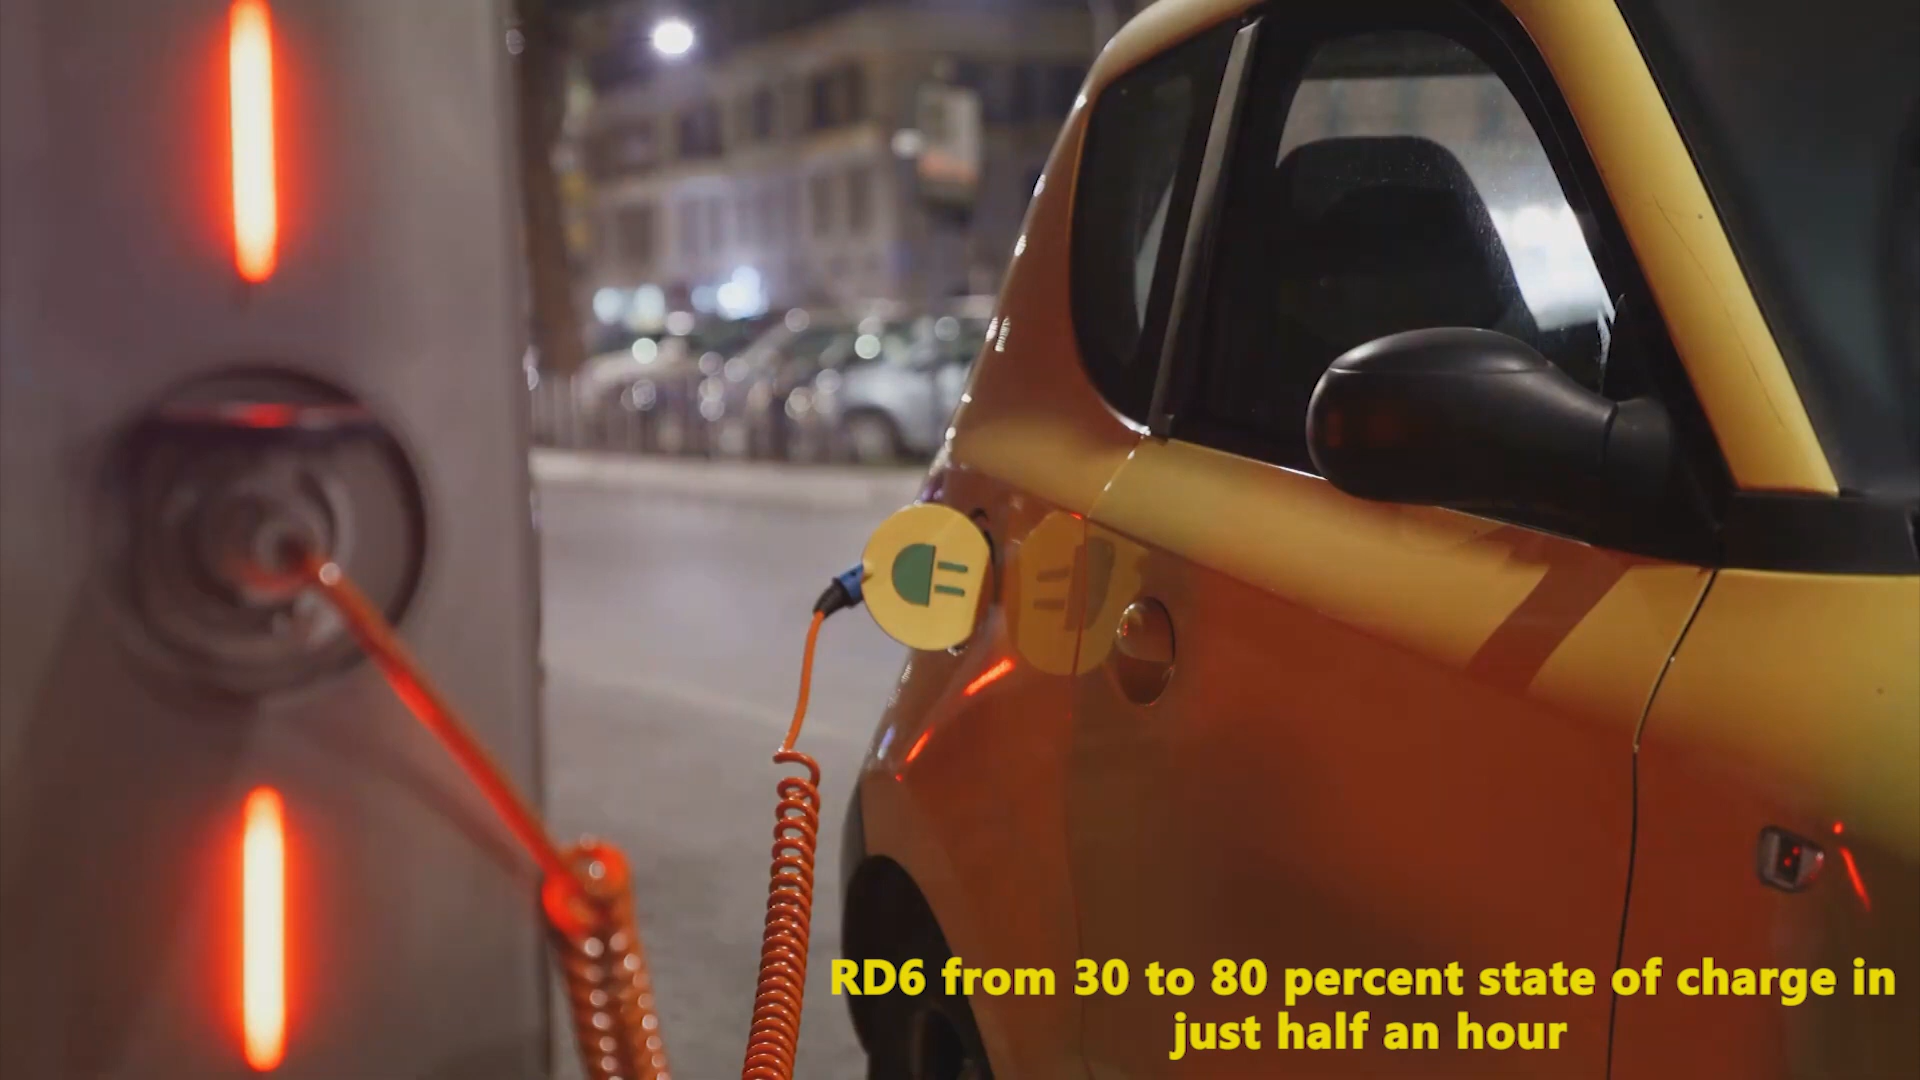 RD6 from 30 to 80 percent state of charge in
just half an hour